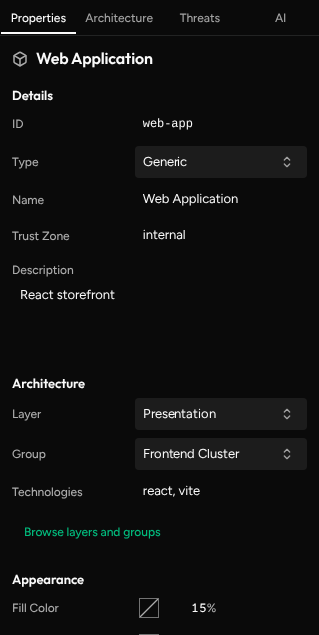 Properties Architecture Threats AI
Web Application
Details
ID web-app
Type Generic
Name Web Application
Trust Zone internal
Description
React storefront
Architecture
Layer Presentation
Group Frontend Cluster
Technologies react, vite
Browse layers and groups
Appearance
Fill Color 15%